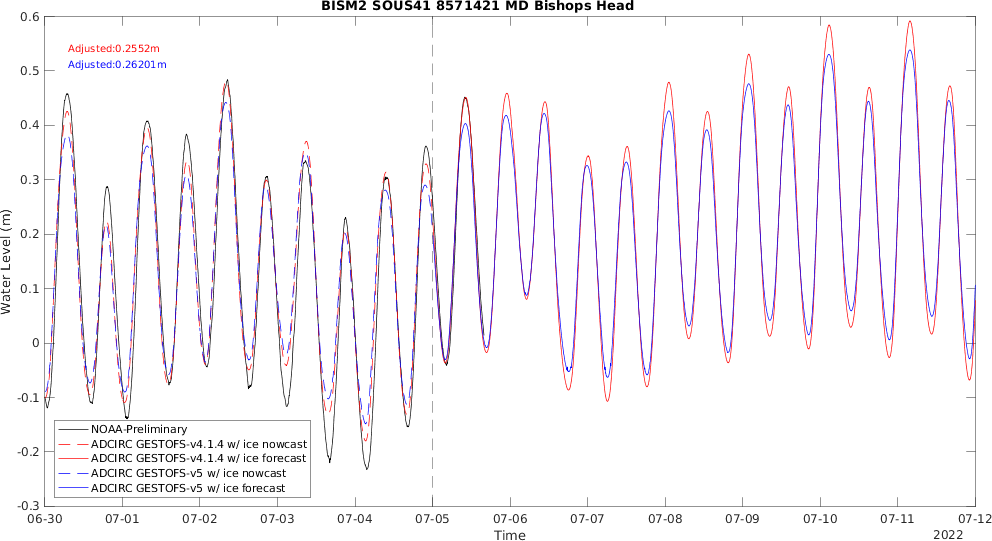 BISM2 SOUS41 8571421 MD Bishops Head
Adjusted:0.2552m
Adjusted:0.26201m
Water Level (m)
0.6
0.5
0.4
0.3
0.2
0.1
0
-0.1
-0.2
-0.3
NOAA-Preliminary
ADCIRC GESTOFS-v4.1.4 w/ ice nowcast
ADCIRC GESTOFS-v4.1.4 w/ ice forecast
ADCIRC GESTOFS-v5 w/ ice nowcast
ADCIRC GESTOFS-v5 w/ ice forecast
06-30 07-01 07-02 07-03 07-04 07-05 07-06 07-07 07-08 07-09 07-10 07-11 07-12
Time
2022